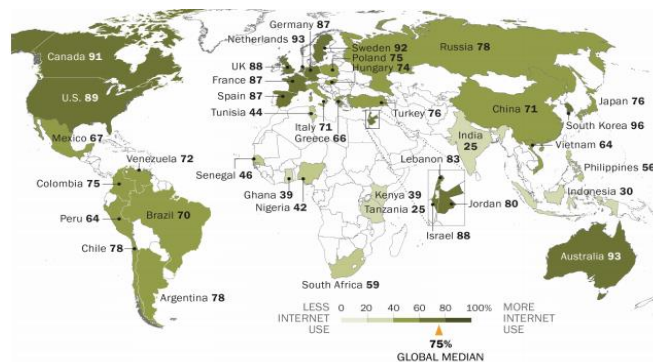 Germany 87
Netherlands 93
Canada 91
Sweden 92
Poland 75
Hungary 74
Russia 78
UK 88
France 87
U.S. 89
Spain 87
Tunisia 44
Italy 71
Greece 66
Turkey 76
China 71
Japan 76
South Korea 96
Mexico 67
India
25
Vietnam 64
Venezuela 72
Senegal 46
Lebanon 83
Philippines 56
Colombia 75
Ghana 39
Nigeria 42
Kenya 39
Tanzania 25
Indonesia 30
Peru 64
Brazil 70
Jordan 80
Israel 88
Chile 78
Australia 93
South Africa 59
Argentina 78
LESS
INTERNET
USE
0 20 40 60 80 100%
MORE
INTERNET
USE
75%
GLOBAL MEDIAN